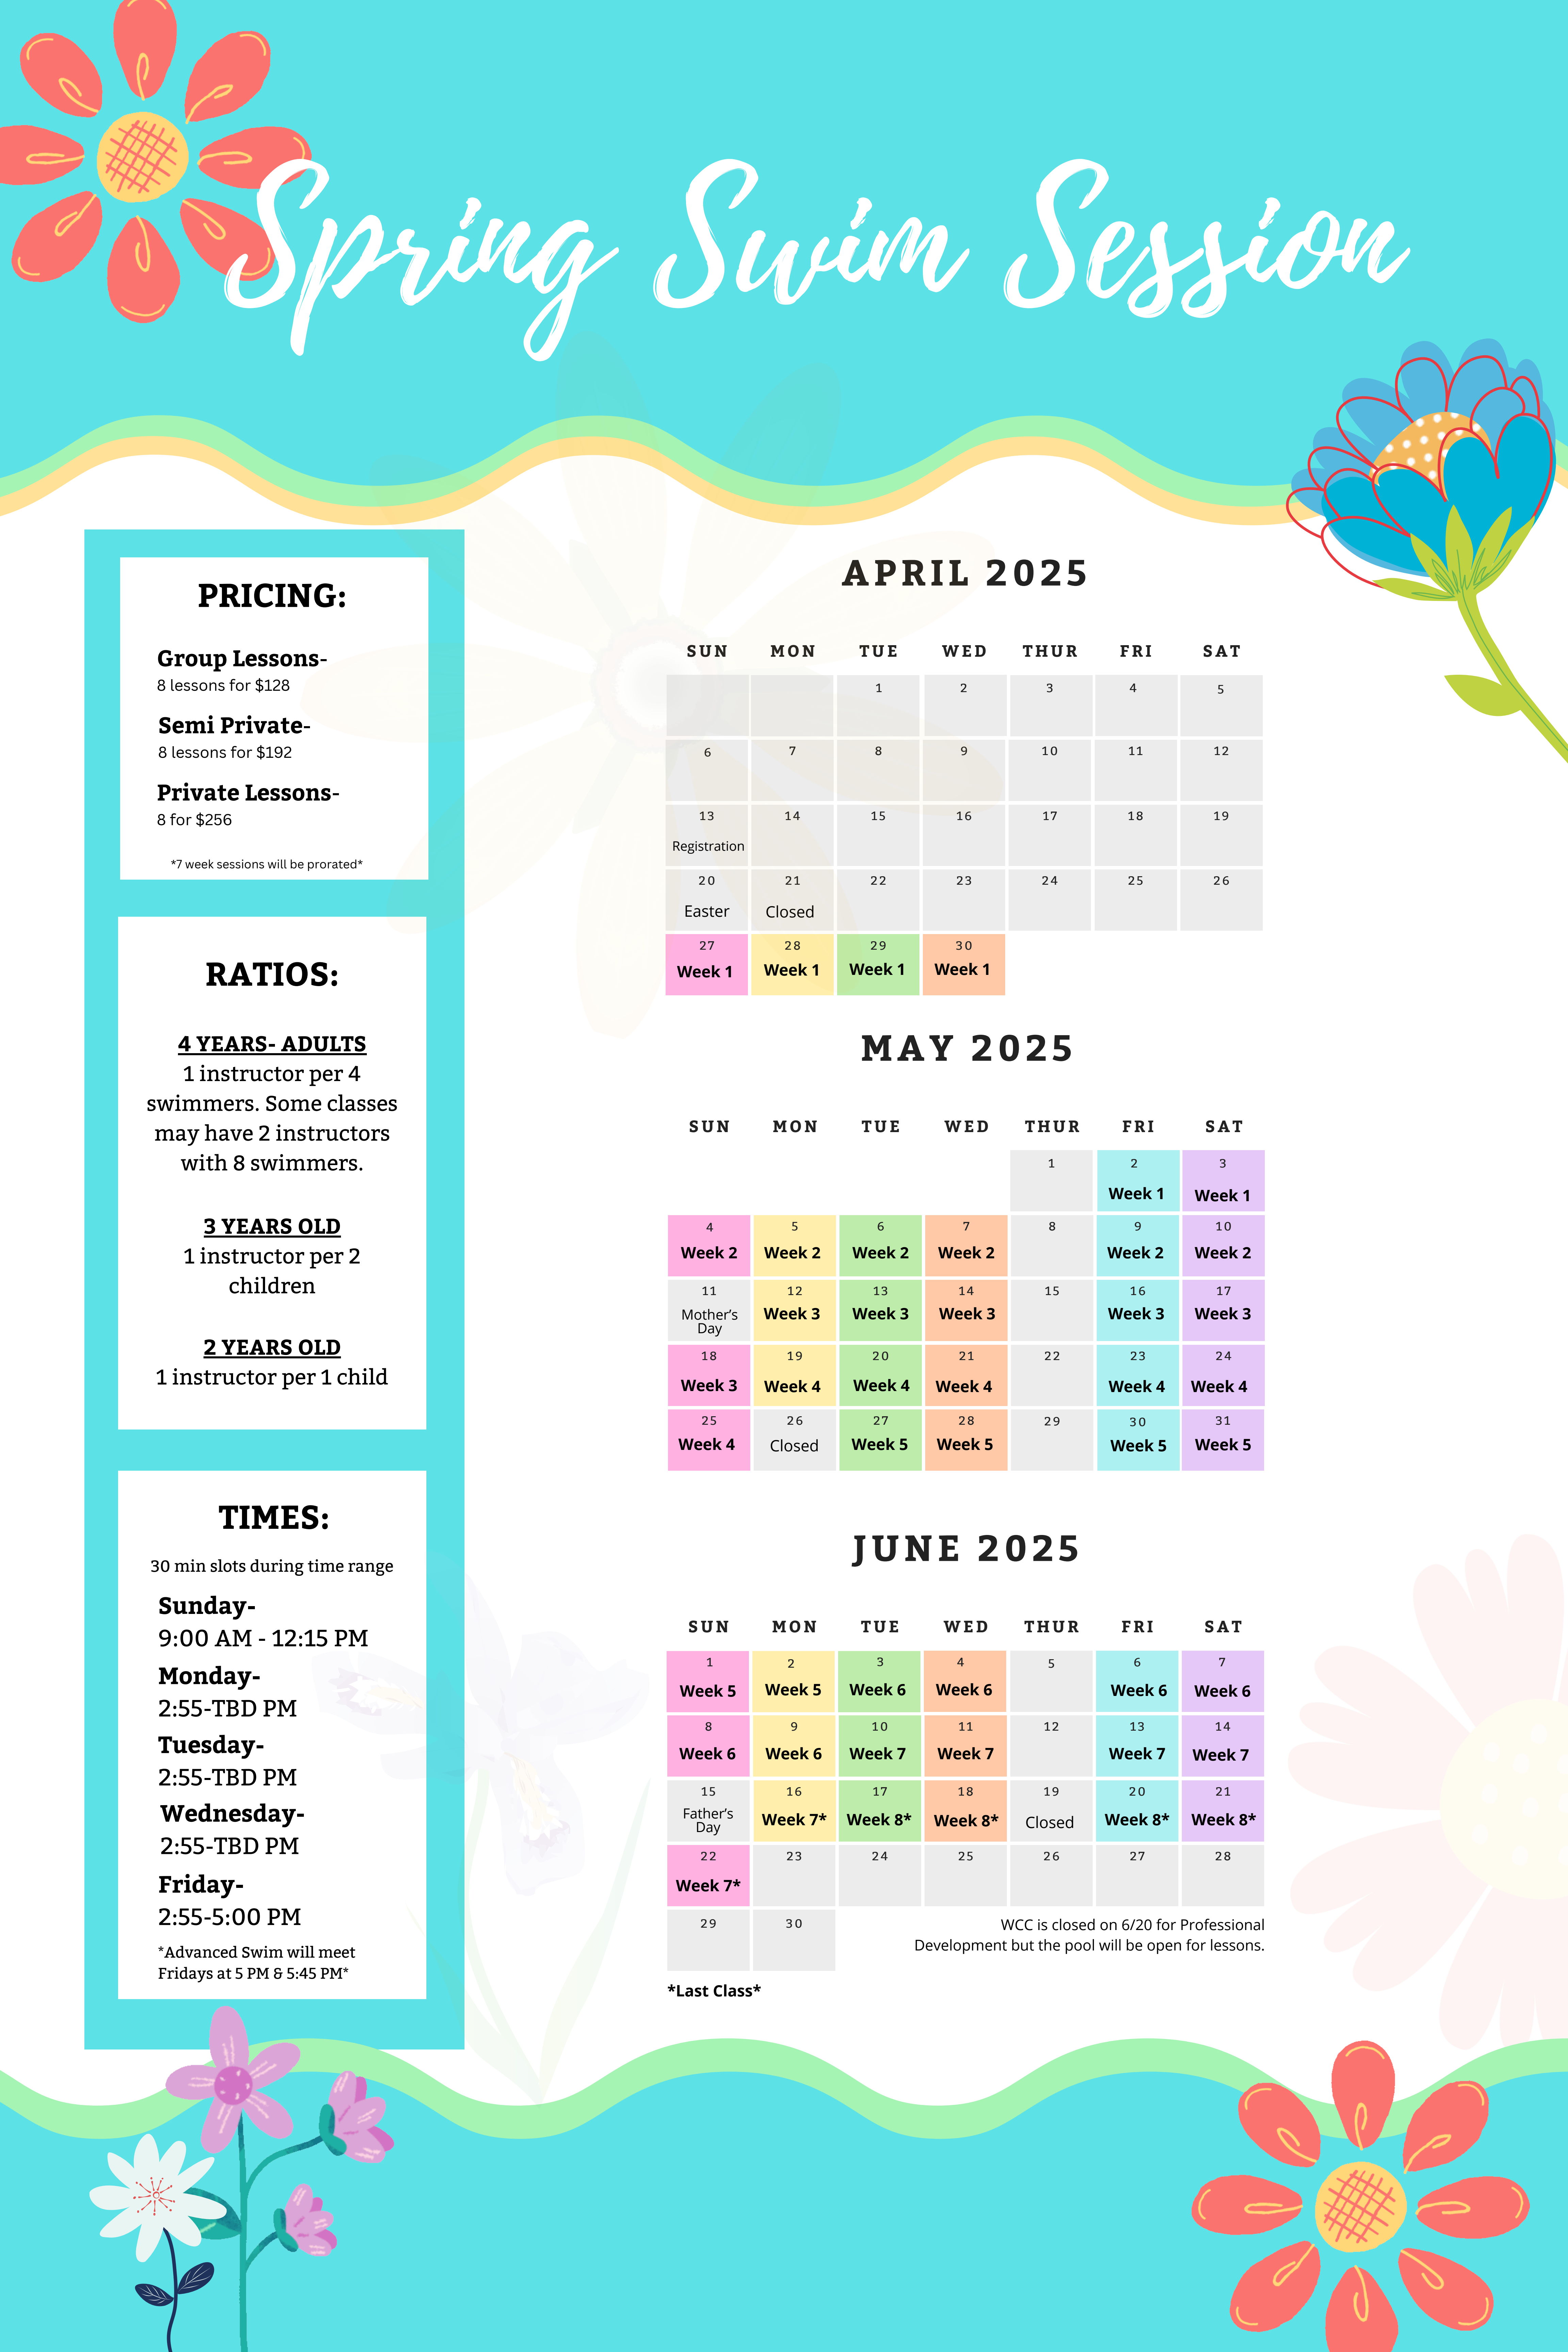 Spring Swim Session
PRICING:
Group Lessons-
8 lessons for $128
Semi Private-
8 lessons for $192
Private Lessons-
8 for $256
*7 week sessions will be prorated*
RATIOS:
4 YEARS- ADULTS
1 instructor per 4
swimmers. Some classes
may have 2 instructors
with 8 swimmers.
3 YEARS OLD
1 instructor per 2
children
2 YEARS OLD
1 instructor per 1 child
TIMES:
30 min slots during time range
Sunday-
9:00 AM - 12:15 PM
Monday-
2:55-TBD PM
Tuesday-
2:55-TBD PM
Wednesday-
2:55-TBD PM
Friday-
2:55-5:00 PM
*Advanced Swim will meet
Fridays at 5 PM & 5:45 PM*
APRIL 2025
SUN MON TUE WED THUR FRI SAT
1 2 3 4 5
6 7 8 9 10 11 12
13 14 15 16 17 18 19
Registration
20 21 22 23 24 25 26
Easter Closed
27 28 29 30
Week 1 Week 1 Week 1 Week 1
MAY 2025
SUN MON TUE WED THUR FRI SAT
1 2 3
Week 1 Week 1
4 5 6 7 8 9 10
Week 2 Week 2 Week 2 Week 2 Week 2 Week 2
11 12 13 14 15 16 17
Mother's Week 3 Week 3 Week 3 Week 3 Week 3
Day
18 19 20 21 22 23 24
Week 3 Week 4 Week 4 Week 4 Week 4 Week 4
25 26 27 28 29 30 31
Week 4 Closed Week 5 Week 5 Week 5 Week 5
JUNE 2025
SUN MON TUE WED THUR FRI SAT
1 2 3 4 5 6 7
Week 5 Week 5 Week 6 Week 6 Week 6 Week 6
8 9 10 11 12 13 14
Week 6 Week 6 Week 7 Week 7 Week 7 Week 7
15 16 17 18 19 20 21
Father's Week 7* Week 8* Week 8* Closed Week 8* Week 8*
Day
22 23 24 25 26 27 28
Week 7*
29 30
WCC is closed on 6/20 for Professional
Development but the pool will be open for lessons.
*Last Class*